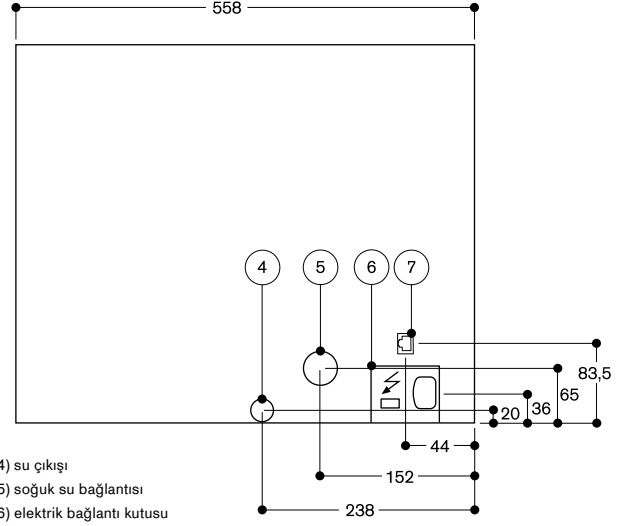 558
4 5 6 7
83,5
65
36
20
44
152
238
4) su çıkışı
5) soğuk su bağlantısı
6) elektrik bağlantı kutusu